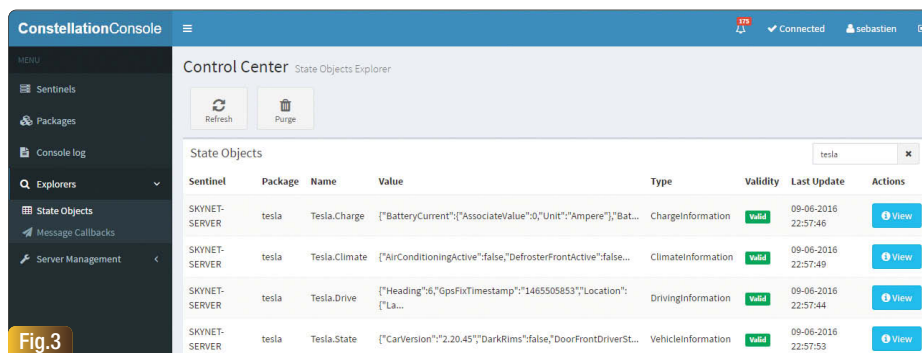 ConstellationConsole
175
Connected
sebastien
MENU
Control Center State Objects Explorer
Sentinels
Refresh
Purge
Packages
Console log
State Objects
tesla
Explorers
Sentinel Package Name Value Type Validity Last Update Actions
State Objects
Message Callbacks
Server Management
SKYNET-
SERVER
tesla
Tesla.Charge
{"BatteryCurrent":{"AssociateValue":0,"Unit":"Ampere"},"Bat...
ChargeInformation
Valid
09-06-2016
22:57:46
View
SKYNET-
SERVER
tesla
Tesla.Climate
{"AirConditioningActive":false,"DefrosterFrontActive":false...
ClimateInformation
Valid
09-06-2016
22:57:49
View
SKYNET-
SERVER
tesla
Tesla.Drive
{"Heading":6,"GpsFixTimestamp":"1465505853","Location":
{"La...
DrivingInformation
Valid
09-06-2016
22:57:44
View
SKYNET-
SERVER
tesla
Tesla.State
{"CarVersion":"2.20.45","DarkRims":false,"DoorFrontDriverSt...
VehicleInformation
Valid
09-06-2016
22:57:53
View
Fig.3